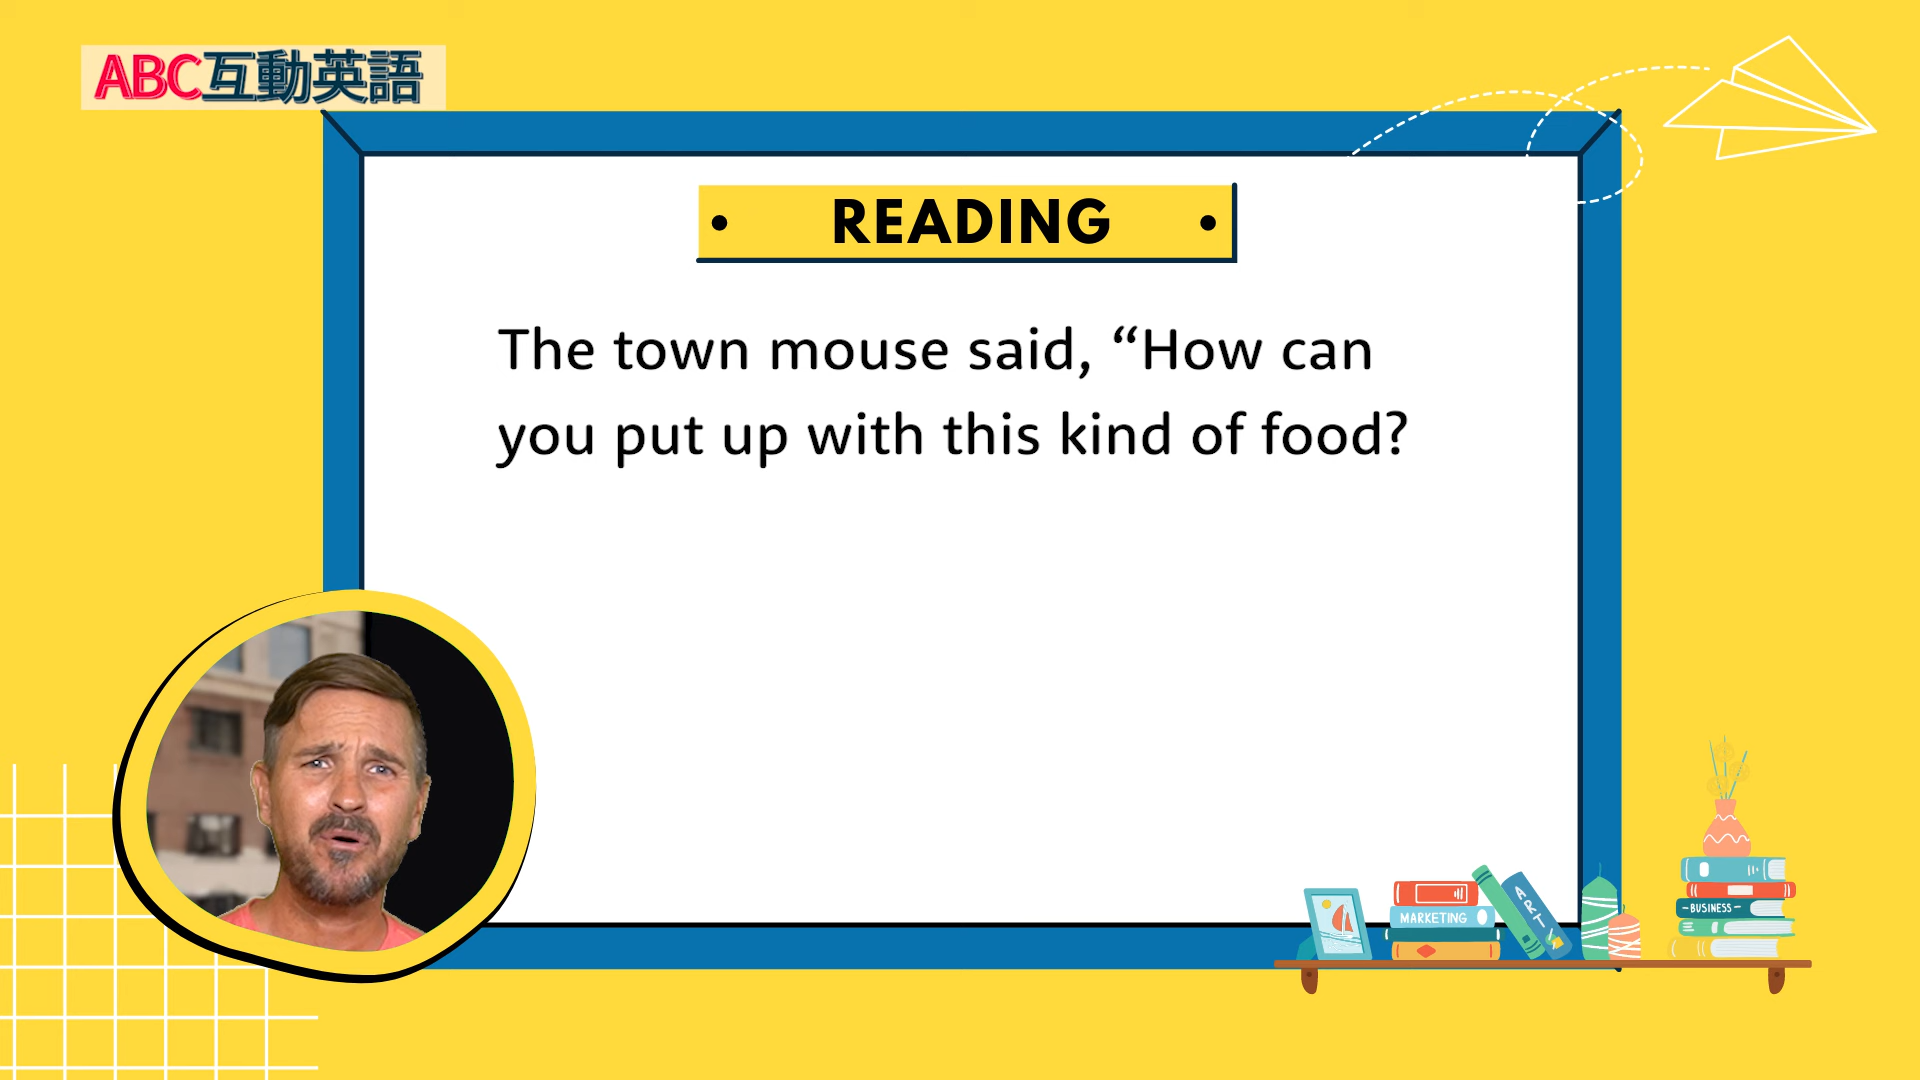 ABC互動英語
• READING •
The town mouse said, “How can
you put up with this kind of food?
ART
MARKETING
-BUSINESS-